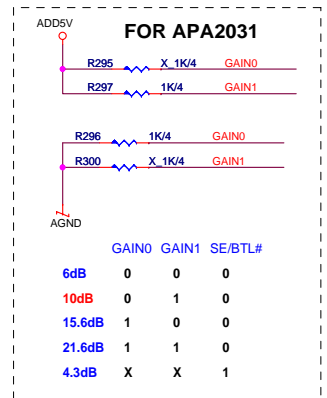 ADD5V
FOR APA2031
R295 X_1K/4 GAIN0
R297 1K/4 GAIN1
R296 1K/4 GAIN0
R300 X_1K/4 GAIN1
AGND
GAIN0 GAIN1 SE/BTL#
6dB 0 0 0
10dB 0 1 0
15.6dB 1 0 0
21.6dB 1 1 0
4.3dB X X 1